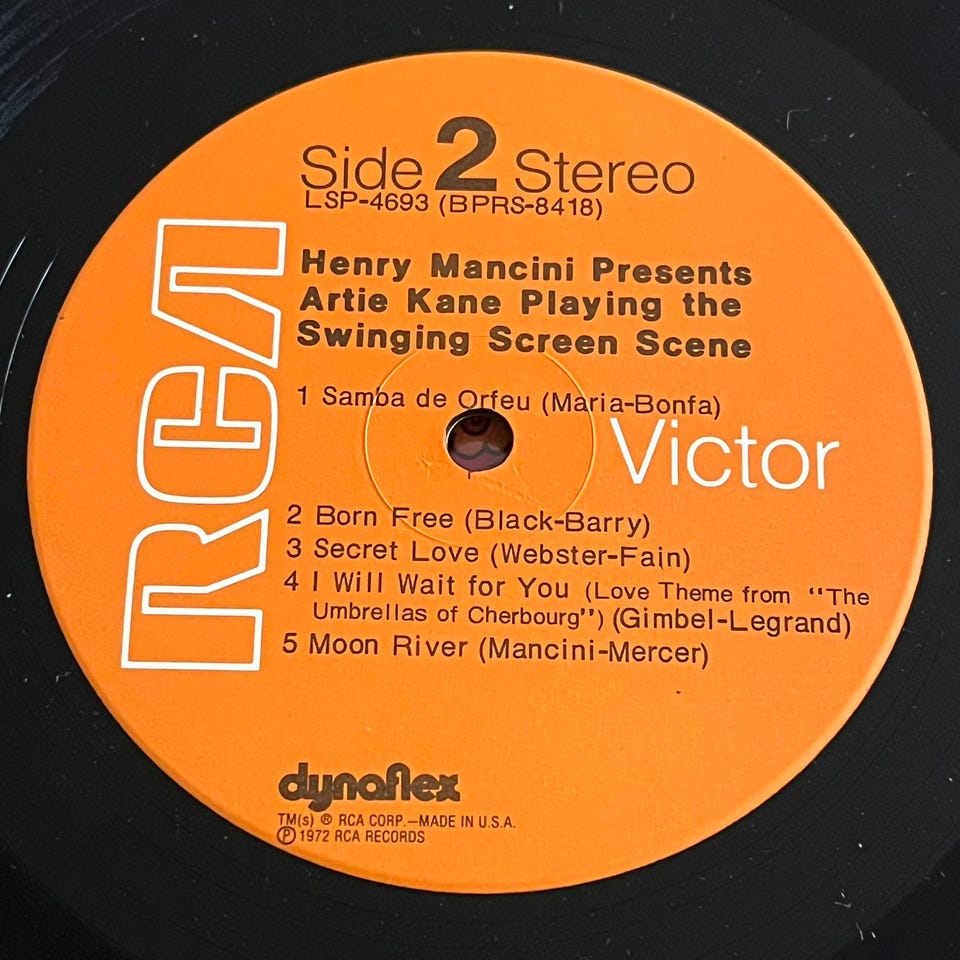 Side 2 Stereo
LSP-4693 (BPRS-8418)
Henry Mancini Presents
Artie Kane Playing the
Swinging Screen Scene
1 Samba de Orfeu (Maria-Bonfa)
RCA
Victor
2 Born Free (Black-Barry)
3 Secret Love (Webster-Fain)
4 I Will Wait for You (Love Theme from "The
Umbrellas of Cherbourg") (Gimbel-Legrand)
5 Moon River (Mancini-Mercer)
dynaflex
TM(s) ® RCA CORP.—MADE IN U.S.A.
Ⓟ 1972 RCA RECORDS